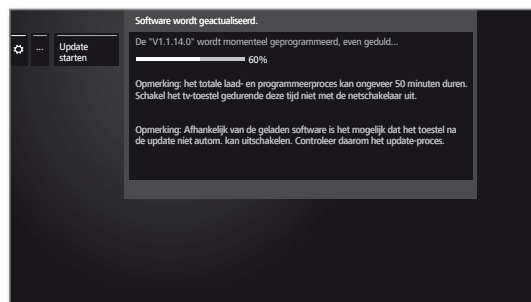 Software wordt geactualiseerd.
...
Update
starten
De "V1.1.14.0" wordt momenteel geprogrammeerd, even geduld...
60%
Opmerking: het totale laad- en programmeerproces kan ongeveer 50 minuten duren.
Schakel het tv-toestel gedurende deze tijd niet met de netschakelaar uit.
Opmerking: Afhankelijk van de geladen software is het mogelijk dat het toestel na
de update niet autom. kan uitschakelen. Controleer daarom het update-proces.